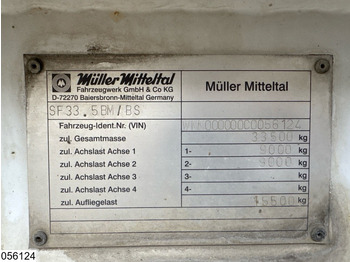 Müller Mitteltal
Fahrzeugwerk GmbH & Co KG
D-72270 Baiersbronn-Mitteltal Germany
Müller Mitteltal
SF33.5BM/BS
Fahrzeug-Ident.Nr. (VIN)
zul. Gesamtmasse 33500 kg
zul. Achslast Achse 1 1- 9000 kg
zul. Achslast Achse 2 2- 9000 kg
zul. Achslast Achse 3 3- kg
zul. Achslast Achse 4 4- kg
zul. Aufliegelast 15500 kg
056124